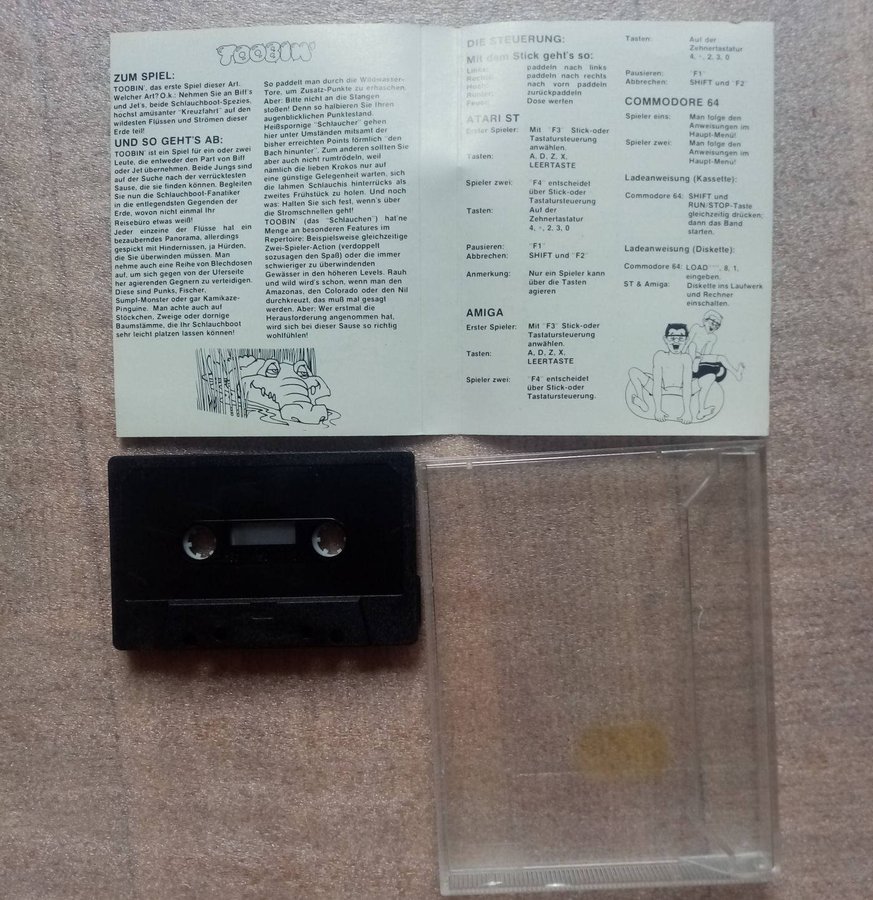 TOOBIN'
ZUM SPIEL:
TOOBIN', das erste Spiel dieser Art.
Welcher Art? O.k.: Nehmen Sie an Biff's
und Jet's, beide Schlauchboot-Spezies,
höchst amüsanter "Kreuzfahrt" auf den
wildesten Flüssen und Strömen dieser
Erde teil!
UND SO GEHT'S AB:
TOOBIN' ist ein Spiel für ein oder zwei
Leute, die entweder den Part von Biff
oder Jet übernehmen. Beide Jungs sind
auf der Suche nach der verrücktesten
Sause, die sie finden können. Begleiten
Sie nun die Schlauchboot-Fanatiker
in die entlegendsten Gegenden der
Erde, wovon nicht einmal Ihr
Reisebüro etwas weiß!
Jeder einzelne der Flüsse hat ein
bezauberndes Panorama, allerdings
gespickt mit Hindernissen, ja Hürden,
die Sie überwinden müssen. Man
nehme auch eine Reihe von Blechdosen
auf, um sich gegen von der Uferseite
her agierenden Gegnern zu verteidigen.
Diese sind Punks, Fischer,
Sumpf-Monster oder gar Kamikaze-
Pinguine. Man achte auch auf
Stöckchen, Zweige oder dornige
Baumstämme, die Ihr Schlauchboot
sehr leicht platzen lassen können!
So paddelt man durch die Wildwasser-
Tore, um Zusatz-Punkte zu erhaschen.
Aber: Bitte nicht an die Stangen
stoßen! Denn so halbieren Sie Ihren
augenblicklichen Punktestand.
Heißspornige "Schlaucher" gehen
hier unter Umständen mitsamt der
bisher erreichten Points förmlich "den
Bach hinunter". Zum anderen sollten Sie
aber auch nicht rumtrödeln, weil
nämlich die lieben Krokos nur auf
eine günstige Gelegenheit warten, sich
die lahmen Schlauchis hinterrücks als
zweites Frühstück zu holen. Und noch
was: Halten Sie sich fest, wenn's über
die Stromschnellen geht!
TOOBIN' (das "Schlauchen") hat'ne
Menge an besonderen Features im
Repertoire: Beispielsweise gleichzeitige
Zwei-Spieler-Action (verdoppelt
sozusagen den Spaß) oder die immer
schwieriger zu überwindenden
Gewässer in den höheren Levels. Rauh
und wild wird's schon, wenn man den
Amazonas, den Colorado oder den Nil
durchkreuzt, das muß mal gesagt
werden. Aber: Wer erstmal die
Herausforderung angenommen hat,
wird sich bei dieser Sause so richtig
wohlfühlen!
DIE STEUERUNG:
Mit dem Stick geht's so:
Links: paddeln nach links
Rechts: paddeln nach rechts
Hoch: nach vorn paddeln
Runter: zurückpaddeln
Feuer: Dose werfen
ATARI ST
Erster Spieler: Mit "F3" Stick-oder
Tastatursteuerung
anwählen.
Tasten: A, D, Z, X,
LEERTASTE
Spieler zwei: "F4" entscheidet
über Stick-oder
Tastatursteuerung
Tasten: Auf der
Zehnertastatur
4, -, 2, 3, 0
Pausieren: "F1"
Abbrechen: SHIFT und "F2"
Anmerkung: Nur ein Spieler kann
über die Tasten
agieren
AMIGA
Erster Spieler: Mit "F3" Stick-oder
Tastatursteuerung
anwählen.
Tasten: A, D, Z, X,
LEERTASTE
Spieler zwei: "F4" entscheidet
über Stick-oder
Tastatursteuerung.
Tasten: Auf der
Zehnertastatur
4, -, 2, 3, 0
Pausieren: "F1"
Abbrechen: SHIFT und "F2"
COMMODORE 64
Spieler eins: Man folge den
Anweisungen im
Haupt-Menü!
Spieler zwei: Man folge den
Anweisungen im
Haupt-Menü!
Ladeanweisung (Kassette):
Commodore 64: SHIFT und
RUN/STOP-Taste
gleichzeitig drücken;
dann das Band
starten.
Ladeanweisung (Diskette):
Commodore 64: LOAD 8, 1,
eingeben.
ST & Amiga: Diskette ins Laufwerk
und Rechner
einschalten.